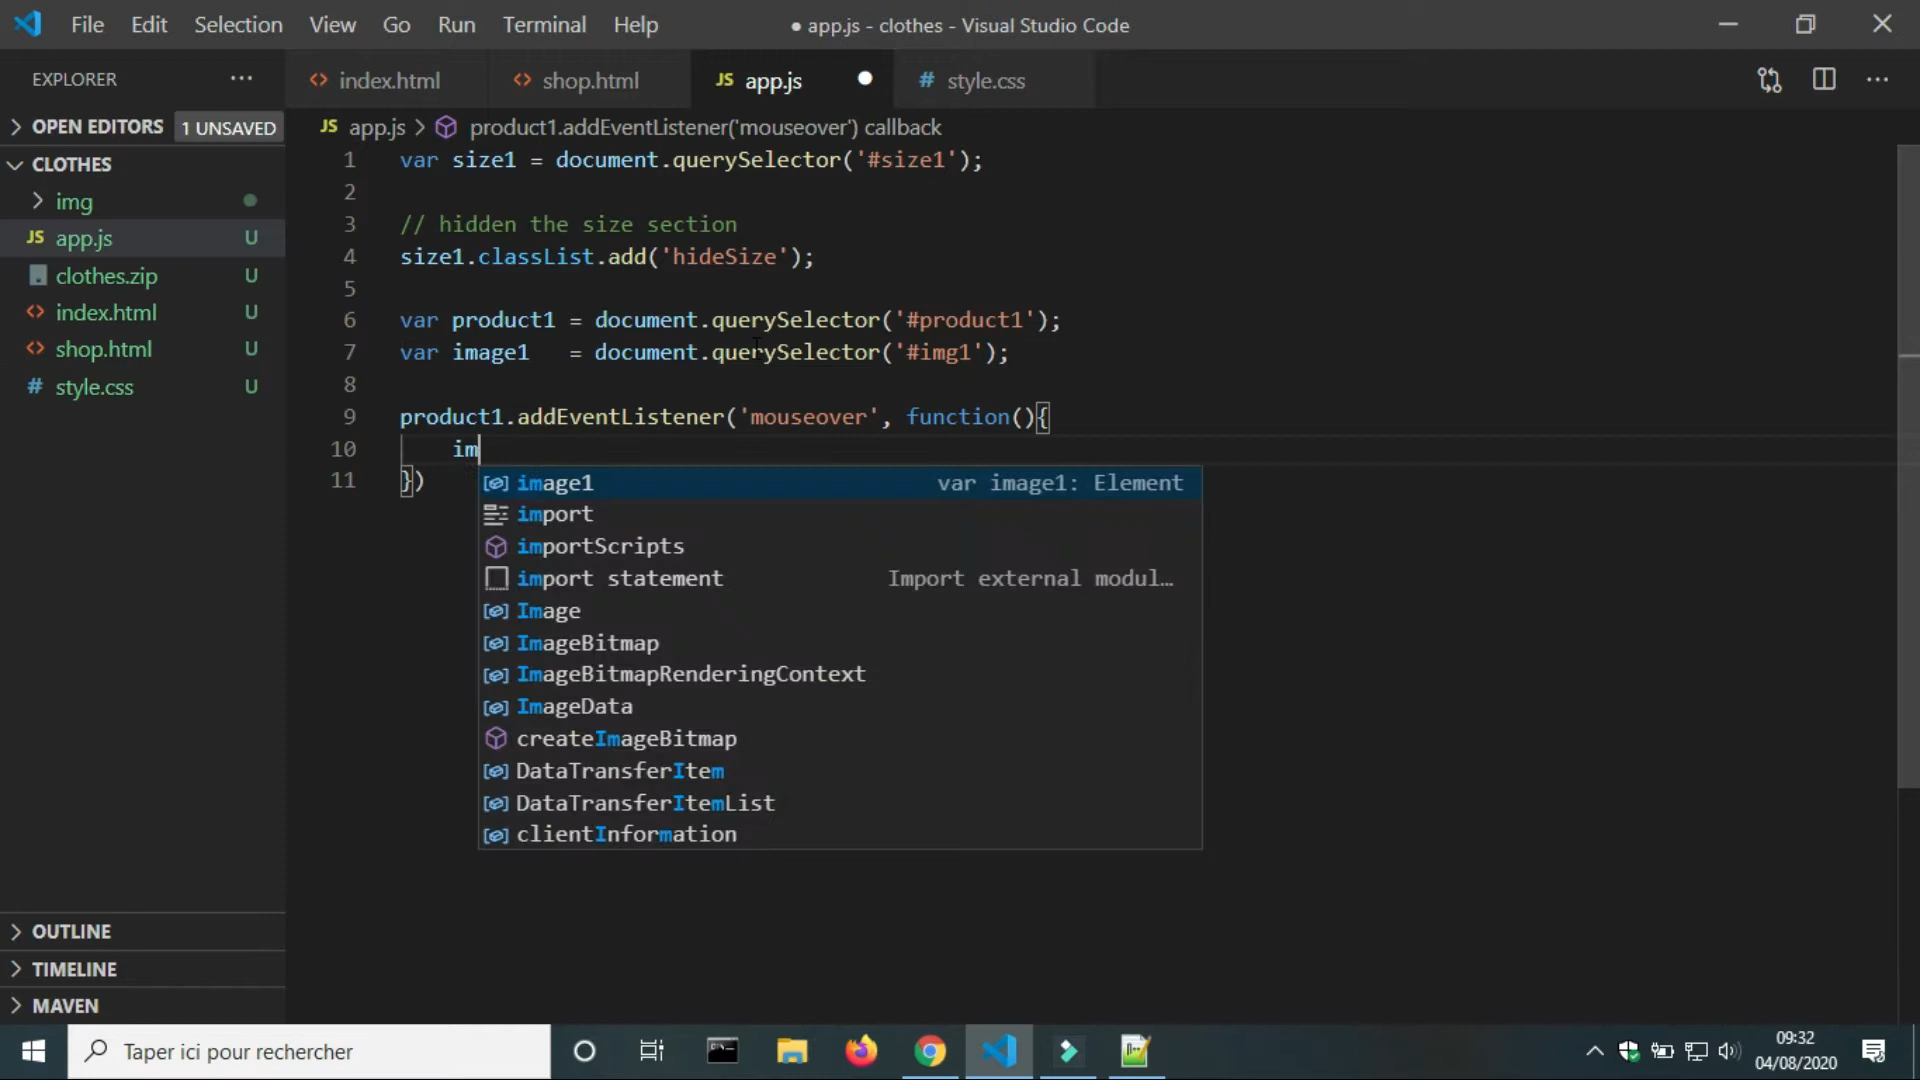 File Edit Selection View Go Run Terminal Help
● app.js - clothes - Visual Studio Code
EXPLORER ···
index.html
shop.html
JS app.js
# style.css
OPEN EDITORS 1 UNSAVED
JS app.js > product1.addEventListener('mouseover') callback
CLOTHES
img
JS app.js U
clothes.zip U
index.html U
shop.html U
# style.css U
1 var size1 = document.querySelector('#size1');
2
3 // hidden the size section
4 size1.classList.add('hideSize');
5
6 var product1 = document.querySelector('#product1');
7 var image1   = document.querySelector('#img1');
8
9 product1.addEventListener('mouseover', function(){
10     im
11 })
image1 var image1: Element
import
importScripts
import statement Import external modul…
Image
ImageBitmap
ImageBitmapRenderingContext
ImageData
createImageBitmap
DataTransferItem
DataTransferItemList
clientInformation
OUTLINE
TIMELINE
MAVEN
Taper ici pour rechercher
09:32
04/08/2020